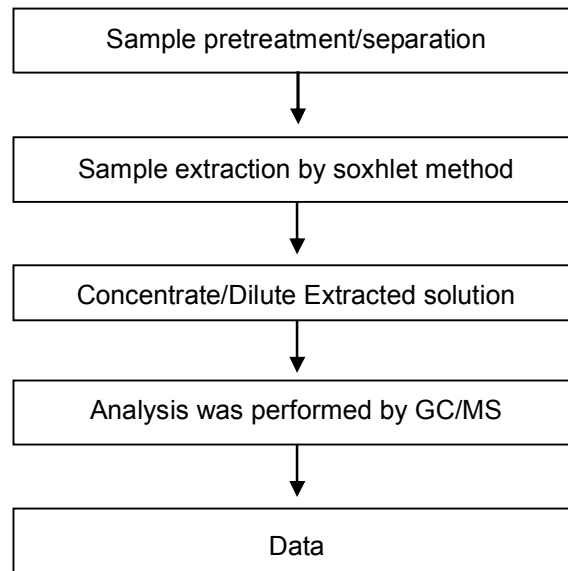 Sample pretreatment/separation
Sample extraction by soxhlet method
Concentrate/Dilute Extracted solution
Analysis was performed by GC/MS
Data